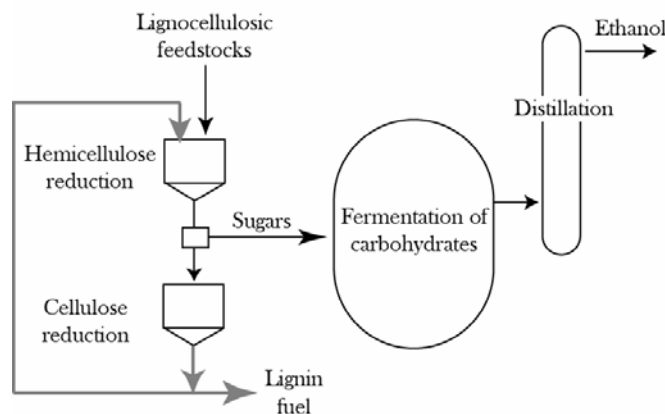 Lignocellulosic
feedstocks
Ethanol
Distillation
Hemicellulose
reduction
Sugars
Fermentation of
carbohydrates
Cellulose
reduction
Lignin
fuel